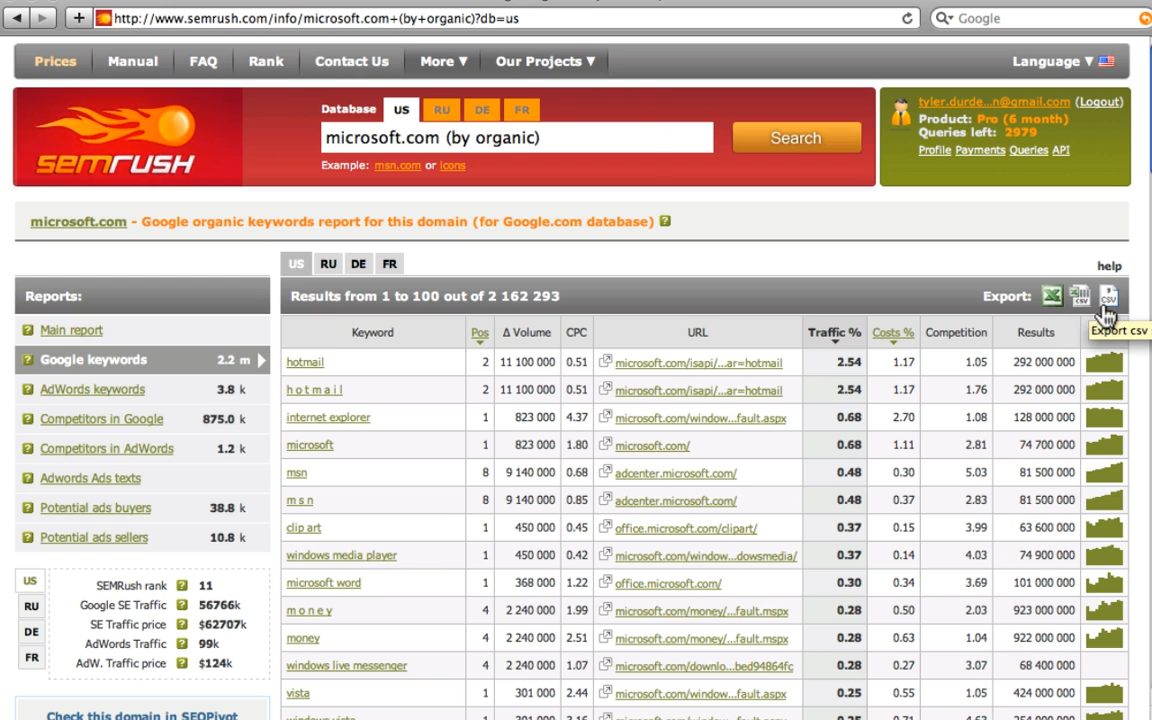 http://www.semrush.com/info/microsoft.com+(by+organic)?db=us
Google
Prices Manual FAQ Rank Contact Us More ▼ Our Projects ▼ Language ▼
semrush
Database US RU DE FR
microsoft.com (by organic) Search
Example: msn.com or icons
tyler.durde...n@gmail.com (Logout)
Product: Pro (6 month)
Queries left: 2979
Profile Payments Queries API
microsoft.com - Google organic keywords report for this domain (for Google.com database) ?
US RU DE FR
help
Reports:
? Main report
? Google keywords 2.2 m
? AdWords keywords 3.8 k
? Competitors in Google 875.0 k
? Competitors in AdWords 1.2 k
? Adwords Ads texts
? Potential ads buyers 38.8 k
? Potential ads sellers 10.8 k
US RU DE FR
SEMRush rank ? 11
Google SE Traffic ? 56766k
SE Traffic price ? $62707k
AdWords Traffic ? 99k
AdW. Traffic price ? $124k
Check this domain in SEOPivot
Results from 1 to 100 out of 2 162 293 Export: CSV CSV
Export csv
Keyword Pos Δ Volume CPC URL Traffic % Costs % Competition Results
hotmail 2 11 100 000 0.51 microsoft.com/isapi/...ar=hotmail 2.54 1.17 1.05 292 000 000
h o t m a i l 2 11 100 000 0.51 microsoft.com/isapi/...ar=hotmail 2.54 1.17 1.76 292 000 000
internet explorer 1 823 000 4.37 microsoft.com/window...fault.aspx 0.68 2.70 1.08 128 000 000
microsoft 1 823 000 1.80 microsoft.com/ 0.68 1.11 2.81 74 700 000
msn 8 9 140 000 0.68 adcenter.microsoft.com/ 0.48 0.30 5.03 81 500 000
m s n 8 9 140 000 0.85 adcenter.microsoft.com/ 0.48 0.37 2.83 81 500 000
clip art 1 450 000 0.45 office.microsoft.com/clipart/ 0.37 0.15 3.99 63 600 000
windows media player 1 450 000 0.42 microsoft.com/window...dowsmedia/ 0.37 0.14 4.03 74 900 000
microsoft word 1 368 000 1.22 office.microsoft.com/ 0.30 0.34 3.69 101 000 000
m o n e y 4 2 240 000 1.99 microsoft.com/money/...fault.mspx 0.28 0.50 2.03 923 000 000
money 4 2 240 000 2.51 microsoft.com/money/...fault.mspx 0.28 0.63 1.04 922 000 000
windows live messenger 4 2 240 000 1.07 microsoft.com/downlo...bed94864fc 0.28 0.27 3.07 68 400 000
vista 1 301 000 2.44 microsoft.com/window...fault.aspx 0.25 0.55 1.05 424 000 000